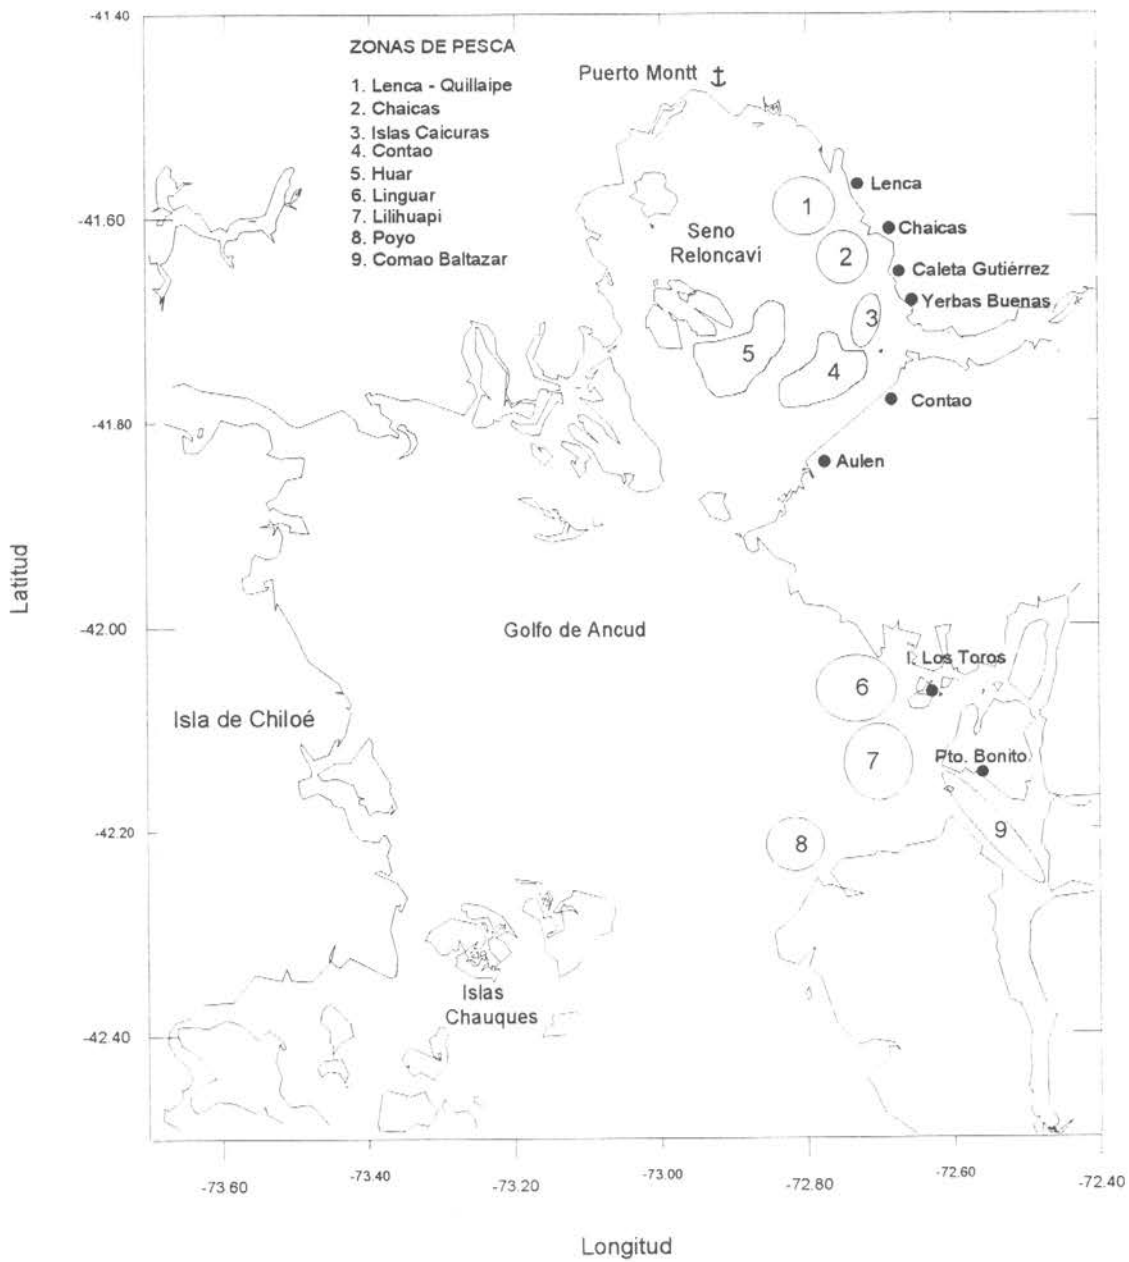 -41.40
ZONAS DE PESCA
1. Lenca - Quillaipe
2. Chaicas
3. Islas Caicuras
4. Contao
5. Huar
6. Linguar
7. Lilihuapi
8. Poyo
9. Comao Baltazar
Puerto Montt
Lenca
1
-41.60
Chaicas
Seno
Reloncaví
2
Caleta Gutiérrez
Yerbas Buenas
3
5
4
Contao
-41.80
Aulen
Latitud
-42.00
Golfo de Ancud
I. Los Toros
6
Isla de Chiloé
7
Pto. Bonito
-42.20
8
9
Islas
Chauques
-42.40
-73.60
-73.40
-73.20
-73.00
-72.80
-72.60
-72.40
Longitud